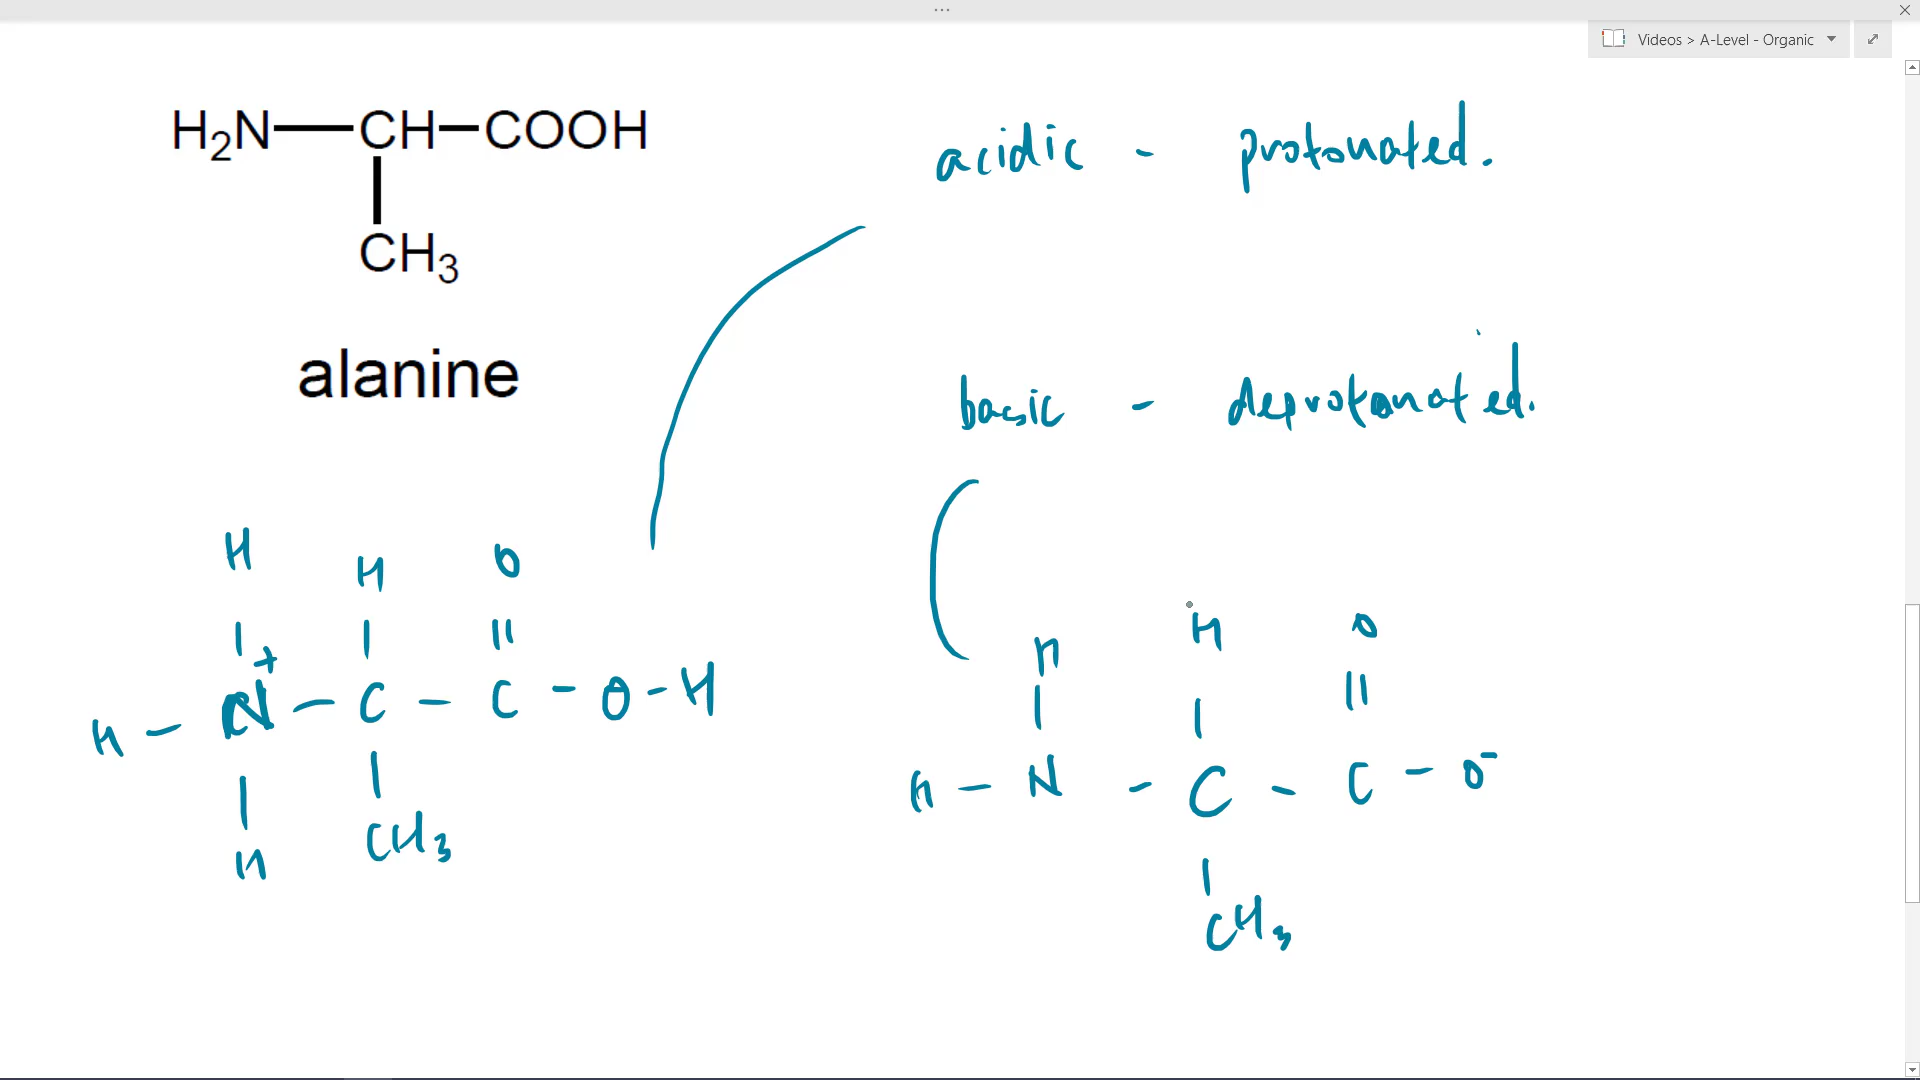 Videos > A-Level - Organic
H₂N—CH—COOH
CH₃
alanine
acidic - protonated.
basic - deprotonated.
H H O
H - N⁺ - C - C - O - H
H CH₃
H H O
H - N - C - C - O⁻
CH₃